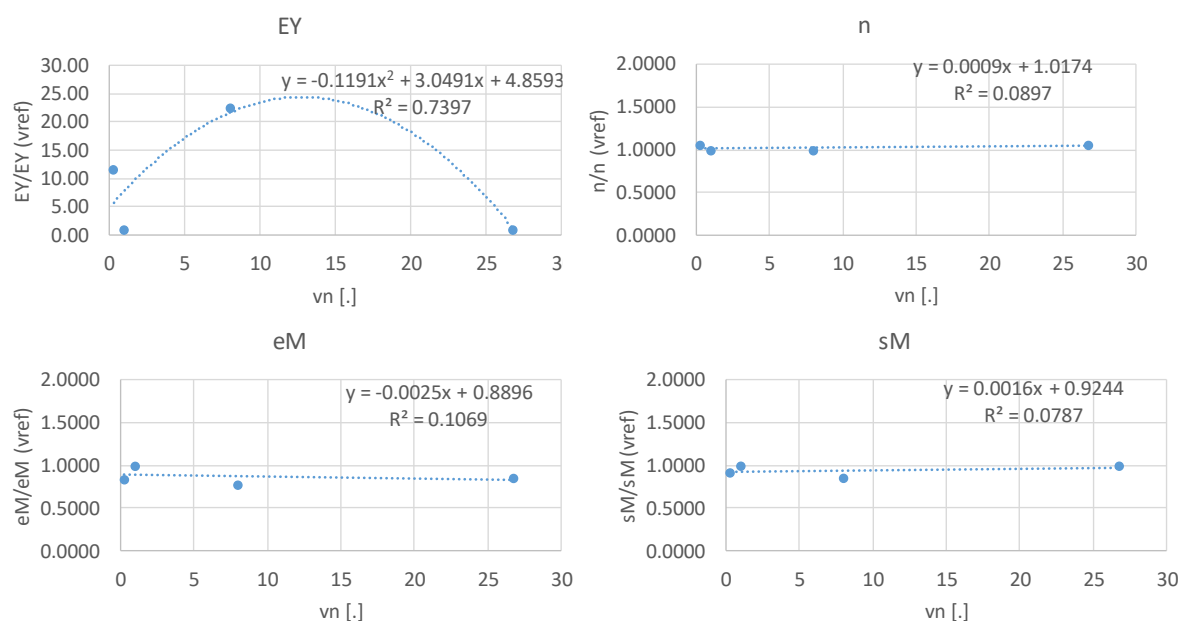 EY
EY/EY (vref)
30.00
25.00
20.00
15.00
10.00
5.00
0.00
y = -0.1191x² + 3.0491x + 4.8593
R² = 0.7397
0 5 10 15 20 25 3
vn [.]
n
n/n (vref)
2.0000
1.5000
1.0000
0.5000
0.0000
y = 0.0009x + 1.0174
R² = 0.0897
0 5 10 15 20 25 30
vn [.]
eM
eM/eM (vref)
2.0000
1.5000
1.0000
0.5000
0.0000
y = -0.0025x + 0.8896
R² = 0.1069
0 5 10 15 20 25 30
vn [.]
sM
sM/sM (vref)
2.0000
1.5000
1.0000
0.5000
0.0000
y = 0.0016x + 0.9244
R² = 0.0787
0 5 10 15 20 25 30
vn [.]